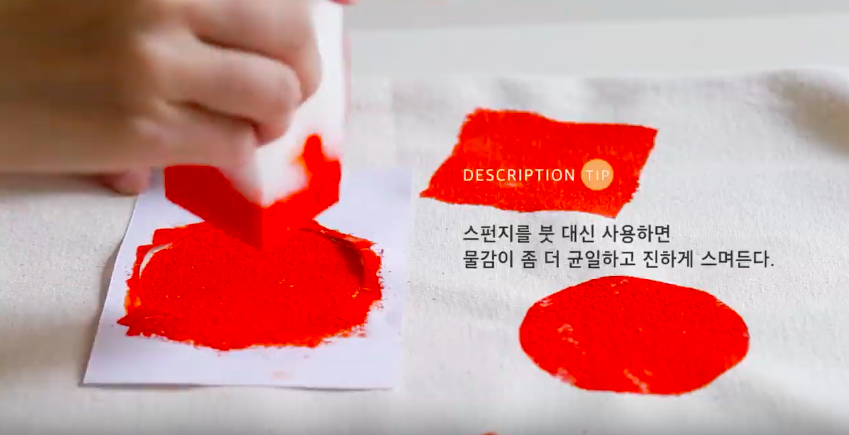 DESCRIPTION TIP
스펀지를 붓 대신 사용하면
물감이 좀 더 균일하고 진하게 스며든다.